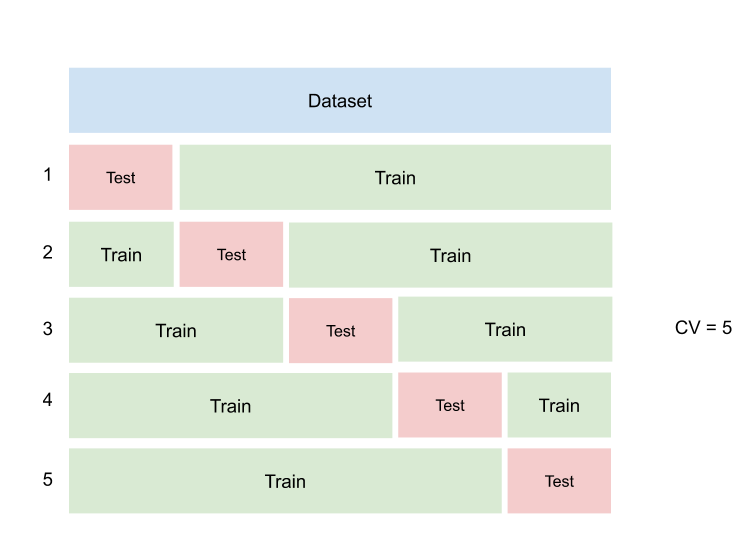 Dataset
1 Test Train
2 Train Test Train
3 Train Test Train CV = 5
4 Train Test Train
5 Train Test